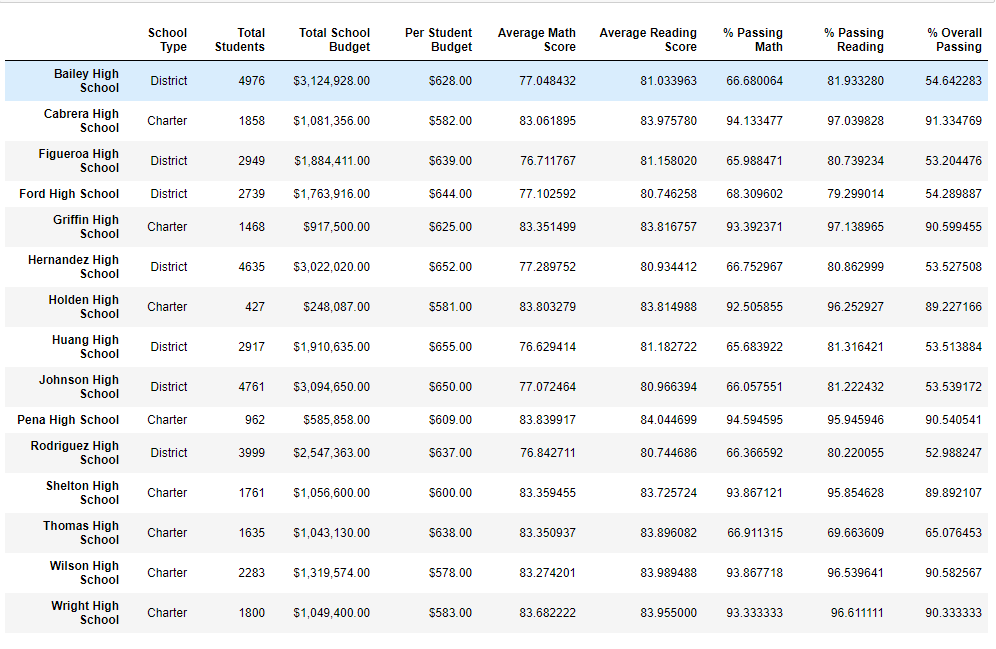 School Type Total Students Total School Budget Per Student Budget Average Math Score Average Reading Score % Passing Math % Passing Reading % Overall Passing
Bailey High School District 4976 $3,124,928.00 $628.00 77.048432 81.033963 66.680064 81.933280 54.642283
Cabrera High School Charter 1858 $1,081,356.00 $582.00 83.061895 83.975780 94.133477 97.039828 91.334769
Figueroa High School District 2949 $1,884,411.00 $639.00 76.711767 81.158020 65.988471 80.739234 53.204476
Ford High School District 2739 $1,763,916.00 $644.00 77.102592 80.746258 68.309602 79.299014 54.289887
Griffin High School Charter 1468 $917,500.00 $625.00 83.351499 83.816757 93.392371 97.138965 90.599455
Hernandez High School District 4635 $3,022,020.00 $652.00 77.289752 80.934412 66.752967 80.862999 53.527508
Holden High School Charter 427 $248,087.00 $581.00 83.803279 83.814988 92.505855 96.252927 89.227166
Huang High School District 2917 $1,910,635.00 $655.00 76.629414 81.182722 65.683922 81.316421 53.513884
Johnson High School District 4761 $3,094,650.00 $650.00 77.072464 80.966394 66.057551 81.222432 53.539172
Pena High School Charter 962 $585,858.00 $609.00 83.839917 84.044699 94.594595 95.945946 90.540541
Rodriguez High School District 3999 $2,547,363.00 $637.00 76.842711 80.744686 66.366592 80.220055 52.988247
Shelton High School Charter 1761 $1,056,600.00 $600.00 83.359455 83.725724 93.867121 95.854628 89.892107
Thomas High School Charter 1635 $1,043,130.00 $638.00 83.350937 83.896082 66.911315 69.663609 65.076453
Wilson High School Charter 2283 $1,319,574.00 $578.00 83.274201 83.989488 93.867718 96.539641 90.582567
Wright High School Charter 1800 $1,049,400.00 $583.00 83.682222 83.955000 93.333333 96.611111 90.333333